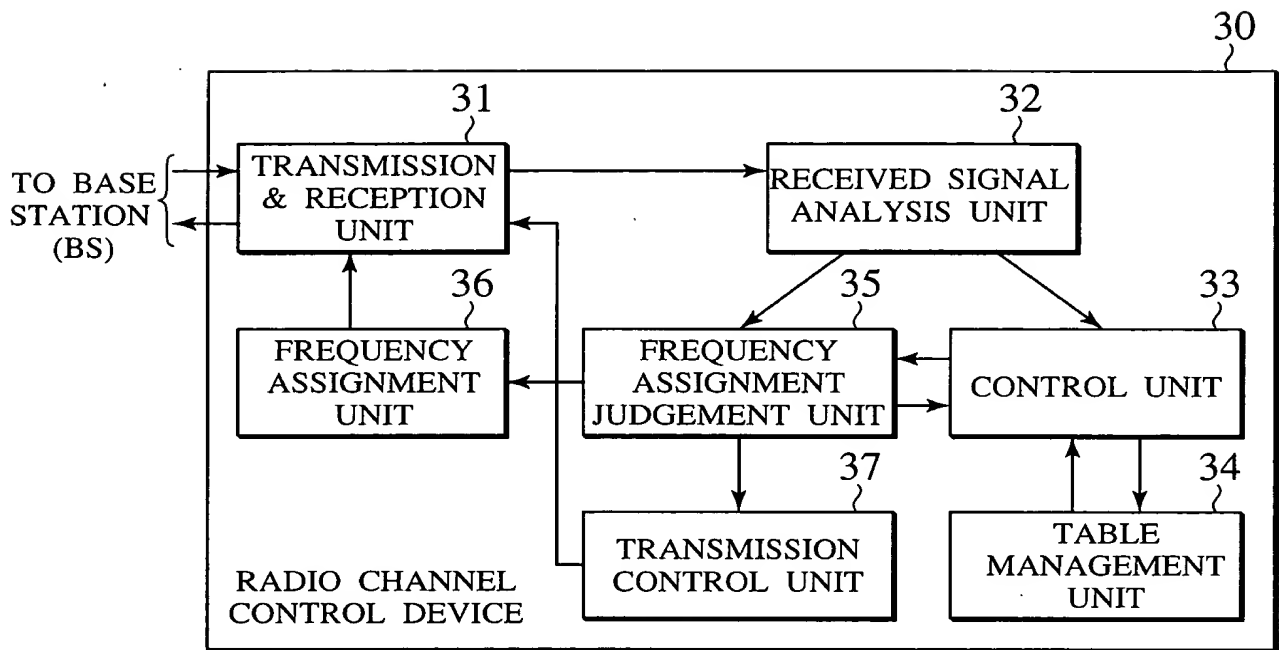 30
31
32
TO BASE
STATION
(BS)
TRANSMISSION
& RECEPTION
UNIT
RECEIVED SIGNAL
ANALYSIS UNIT
36
35
33
FREQUENCY
ASSIGNMENT
UNIT
FREQUENCY
ASSIGNMENT
JUDGEMENT UNIT
CONTROL UNIT
37
34
TRANSMISSION
CONTROL UNIT
TABLE
MANAGEMENT
UNIT
RADIO CHANNEL
CONTROL DEVICE